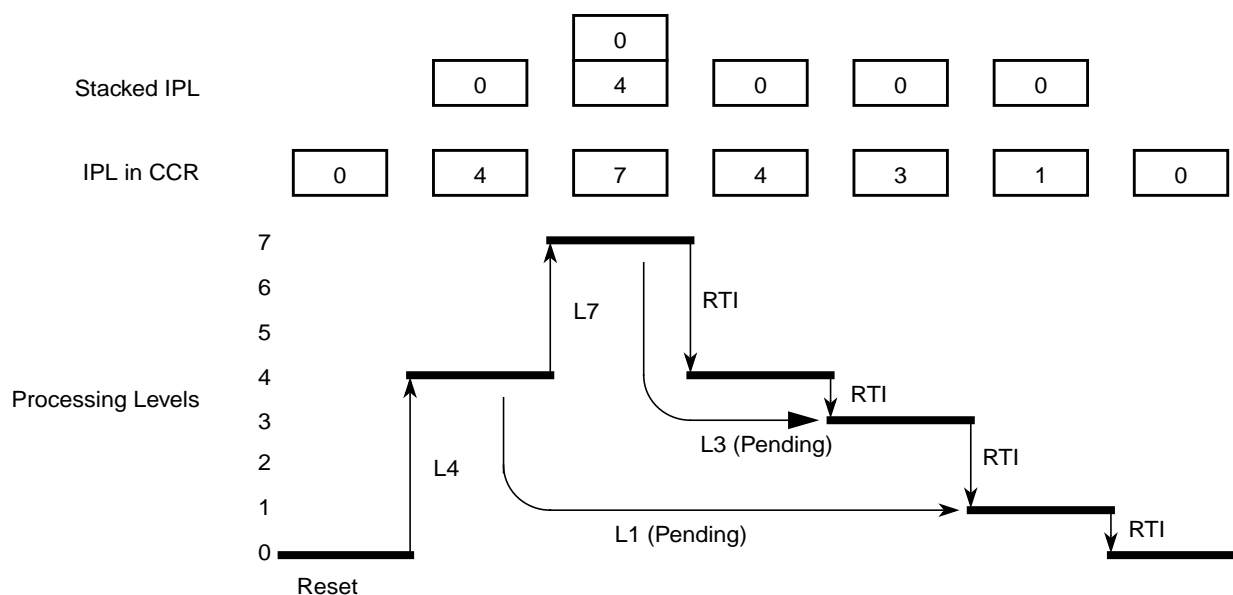 0
Stacked IPL 0 4 0 0 0
IPL in CCR 0 4 7 4 3 1 0
7
6
L7 RTI
5
4
Processing Levels RTI
3
L3 (Pending)
2 L4 RTI
1
L1 (Pending) RTI
0
Reset